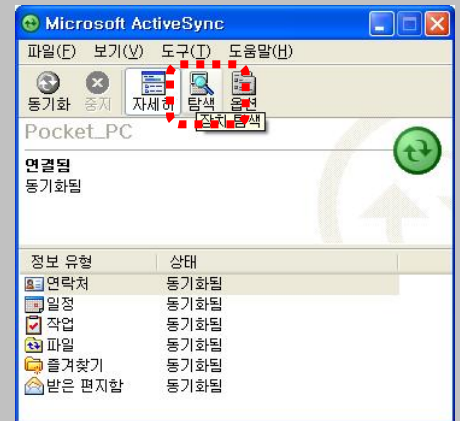 Microsoft ActiveSync
파일(F) 보기(V) 도구(T) 도움말(H)
동기화 중지 자세히 탐색 옵션
장치 탐색
Pocket_PC
연결됨
동기화됨
정보 유형 상태
연락처 동기화됨
일정 동기화됨
작업 동기화됨
파일 동기화됨
즐겨찾기 동기화됨
받은 편지함 동기화됨